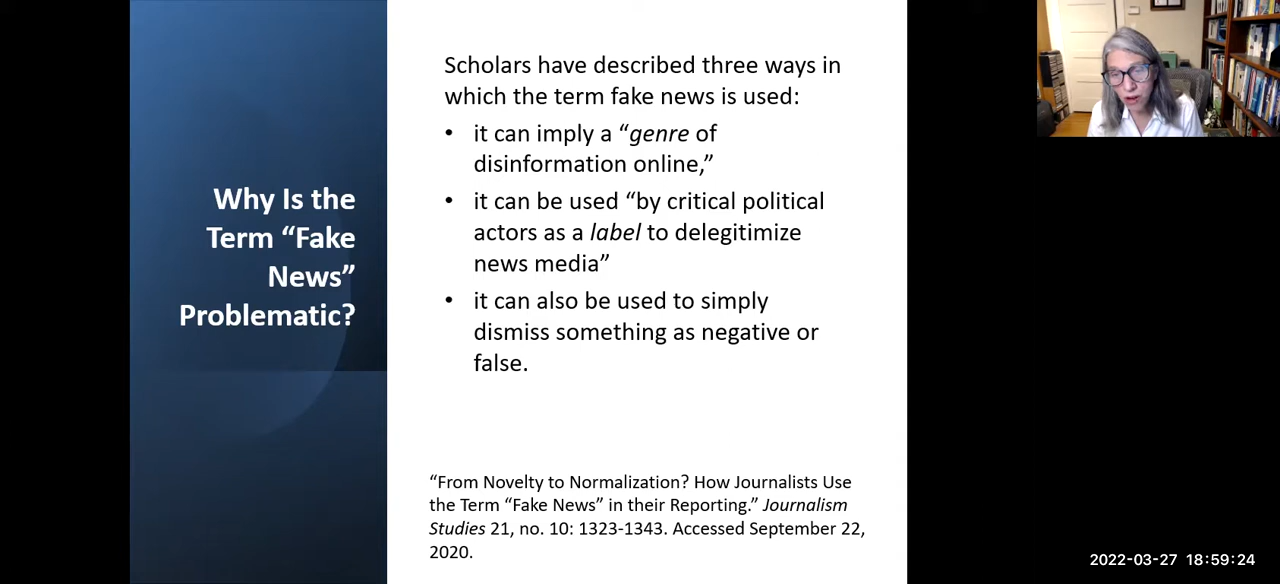 Why Is the
Term “Fake
News”
Problematic?
Scholars have described three ways in
which the term fake news is used:
• it can imply a “genre of
disinformation online,”
• it can be used “by critical political
actors as a label to delegitimize
news media”
• it can also be used to simply
dismiss something as negative or
false.
“From Novelty to Normalization? How Journalists Use
the Term “Fake News” in their Reporting.” Journalism
Studies 21, no. 10: 1323-1343. Accessed September 22,
2020.
2022-03-27 18:59:24